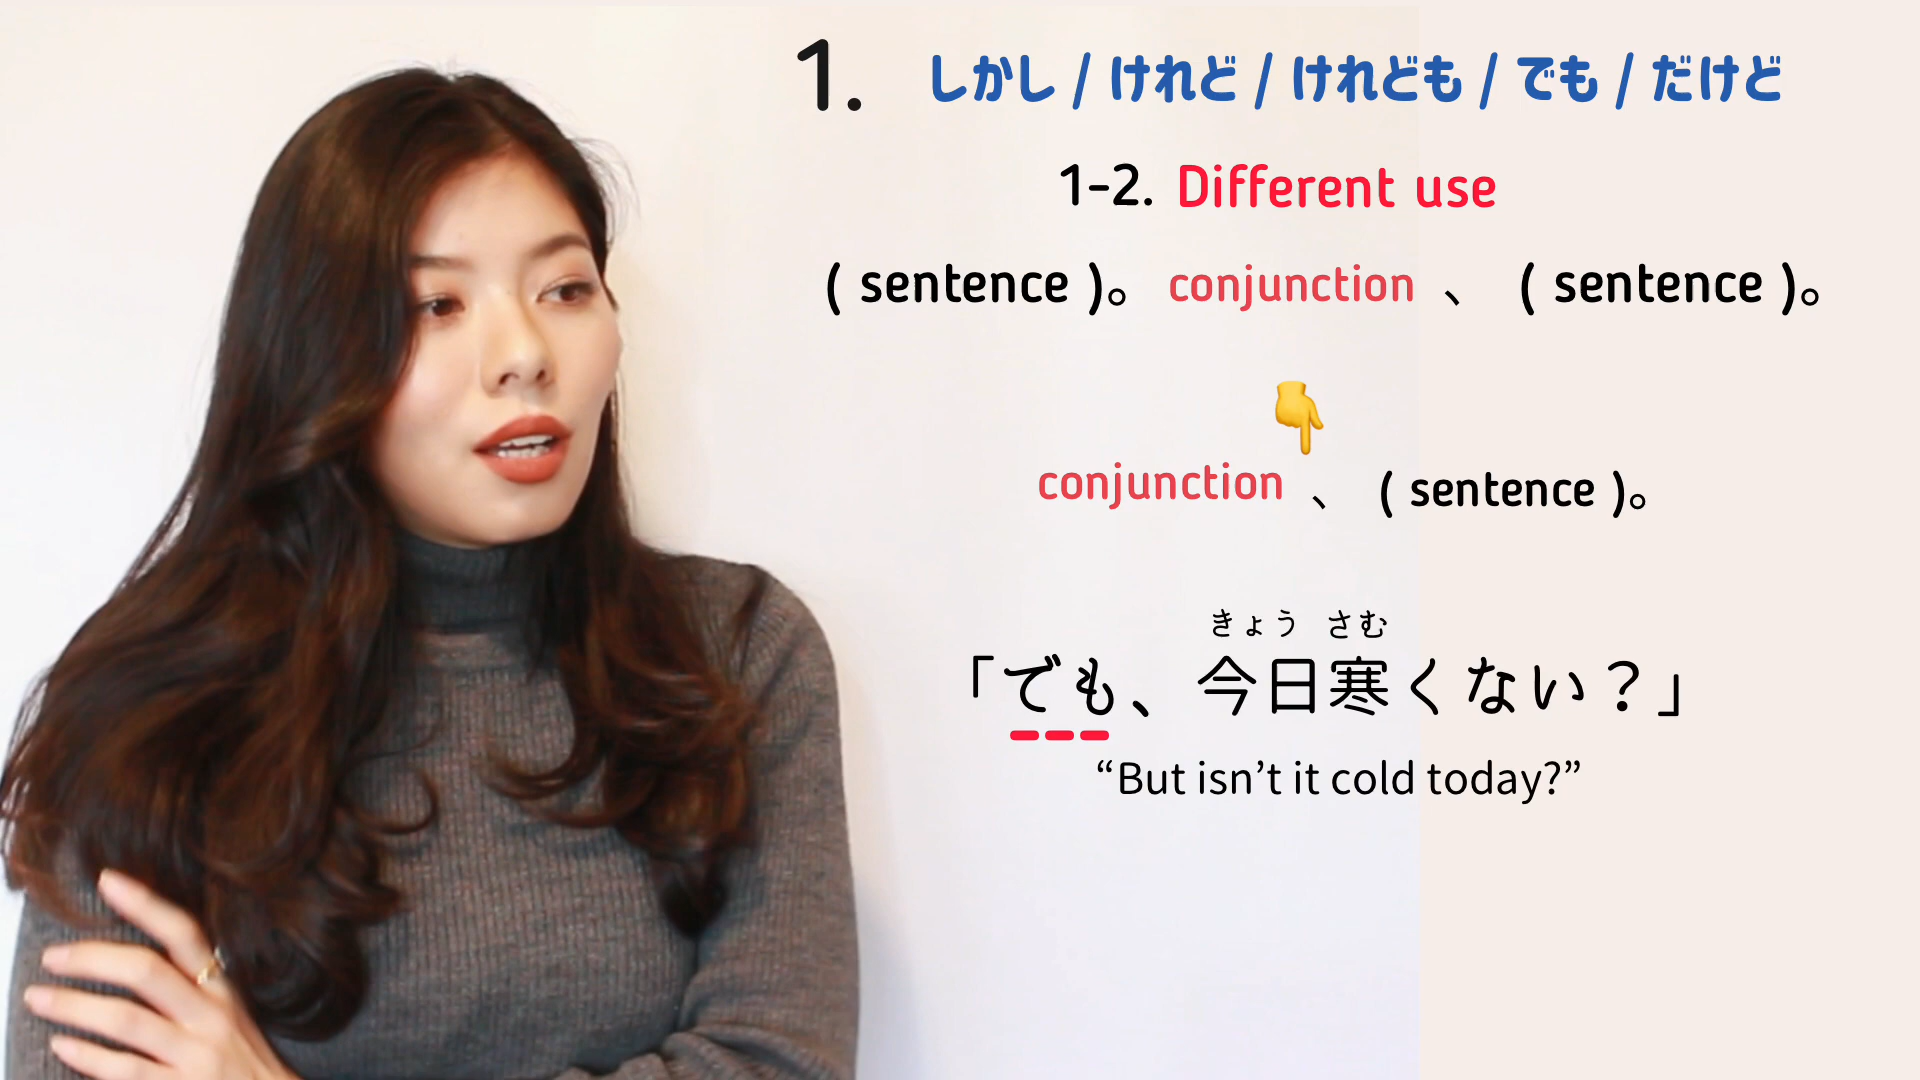 1. しかし / けれど / けれども / でも / だけど
1-2. Different use
( sentence )。 conjunction 、 ( sentence )。
conjunction 、 ( sentence )。
きょう さむ
「でも、今日寒くない？」
“But isn’t it cold today?”